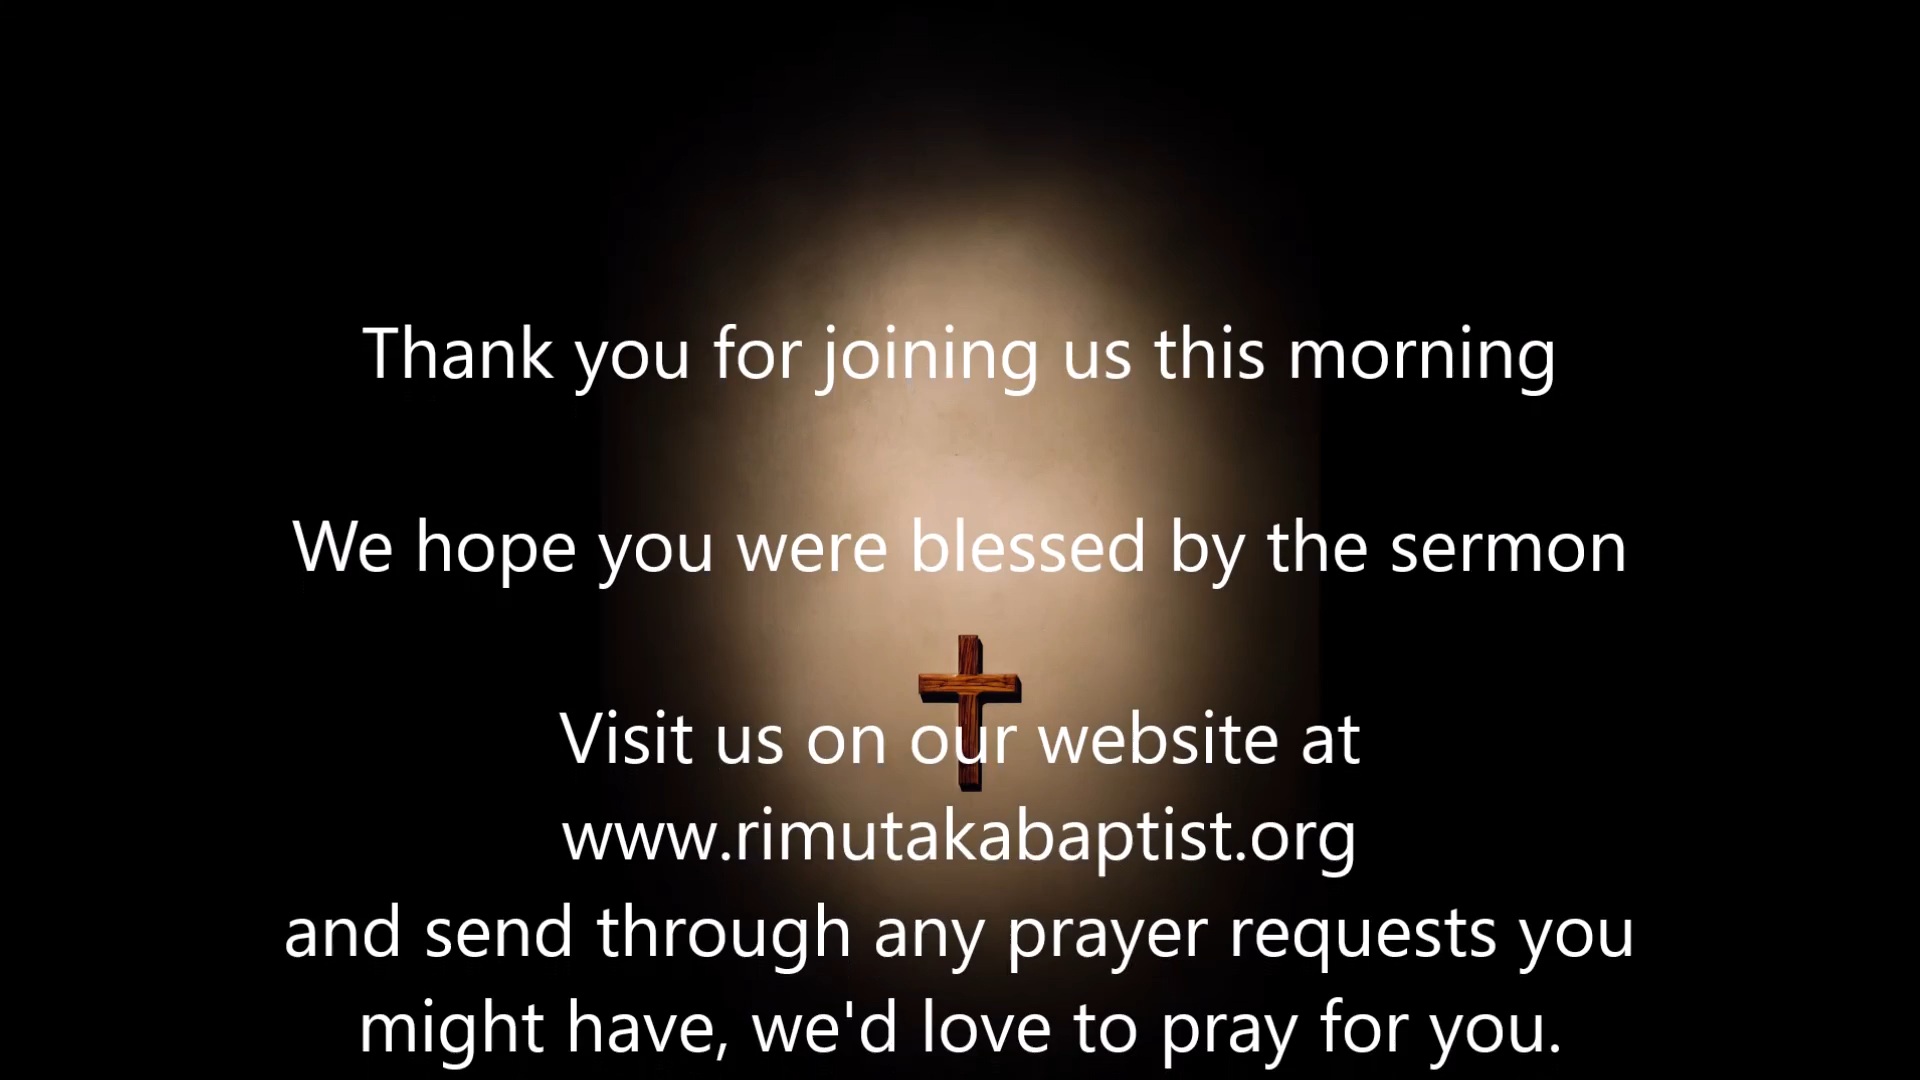 Thank you for joining us this morning
We hope you were blessed by the sermon
Visit us on our website at
www.rimutakabaptist.org
and send through any prayer requests you
might have, we'd love to pray for you.